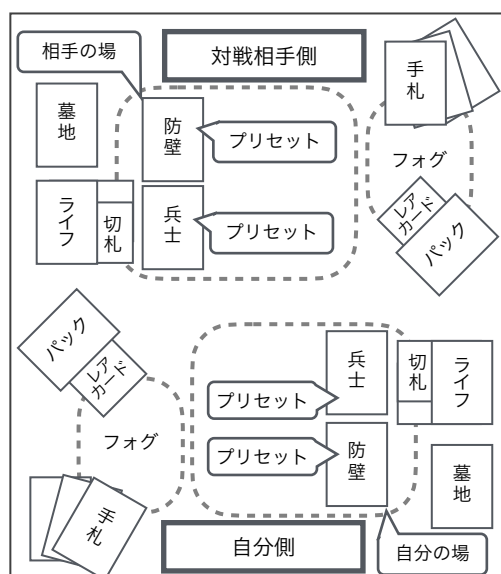 相手の場
対戦相手側
手札
墓地
防壁
プリセット
フォグ
ライフ
切札
兵士
プリセット
レア
カード
パック
パック
レア
カード
兵士
切札
ライフ
プリセット
フォグ
プリセット
防壁
墓地
手札
自分側
自分の場